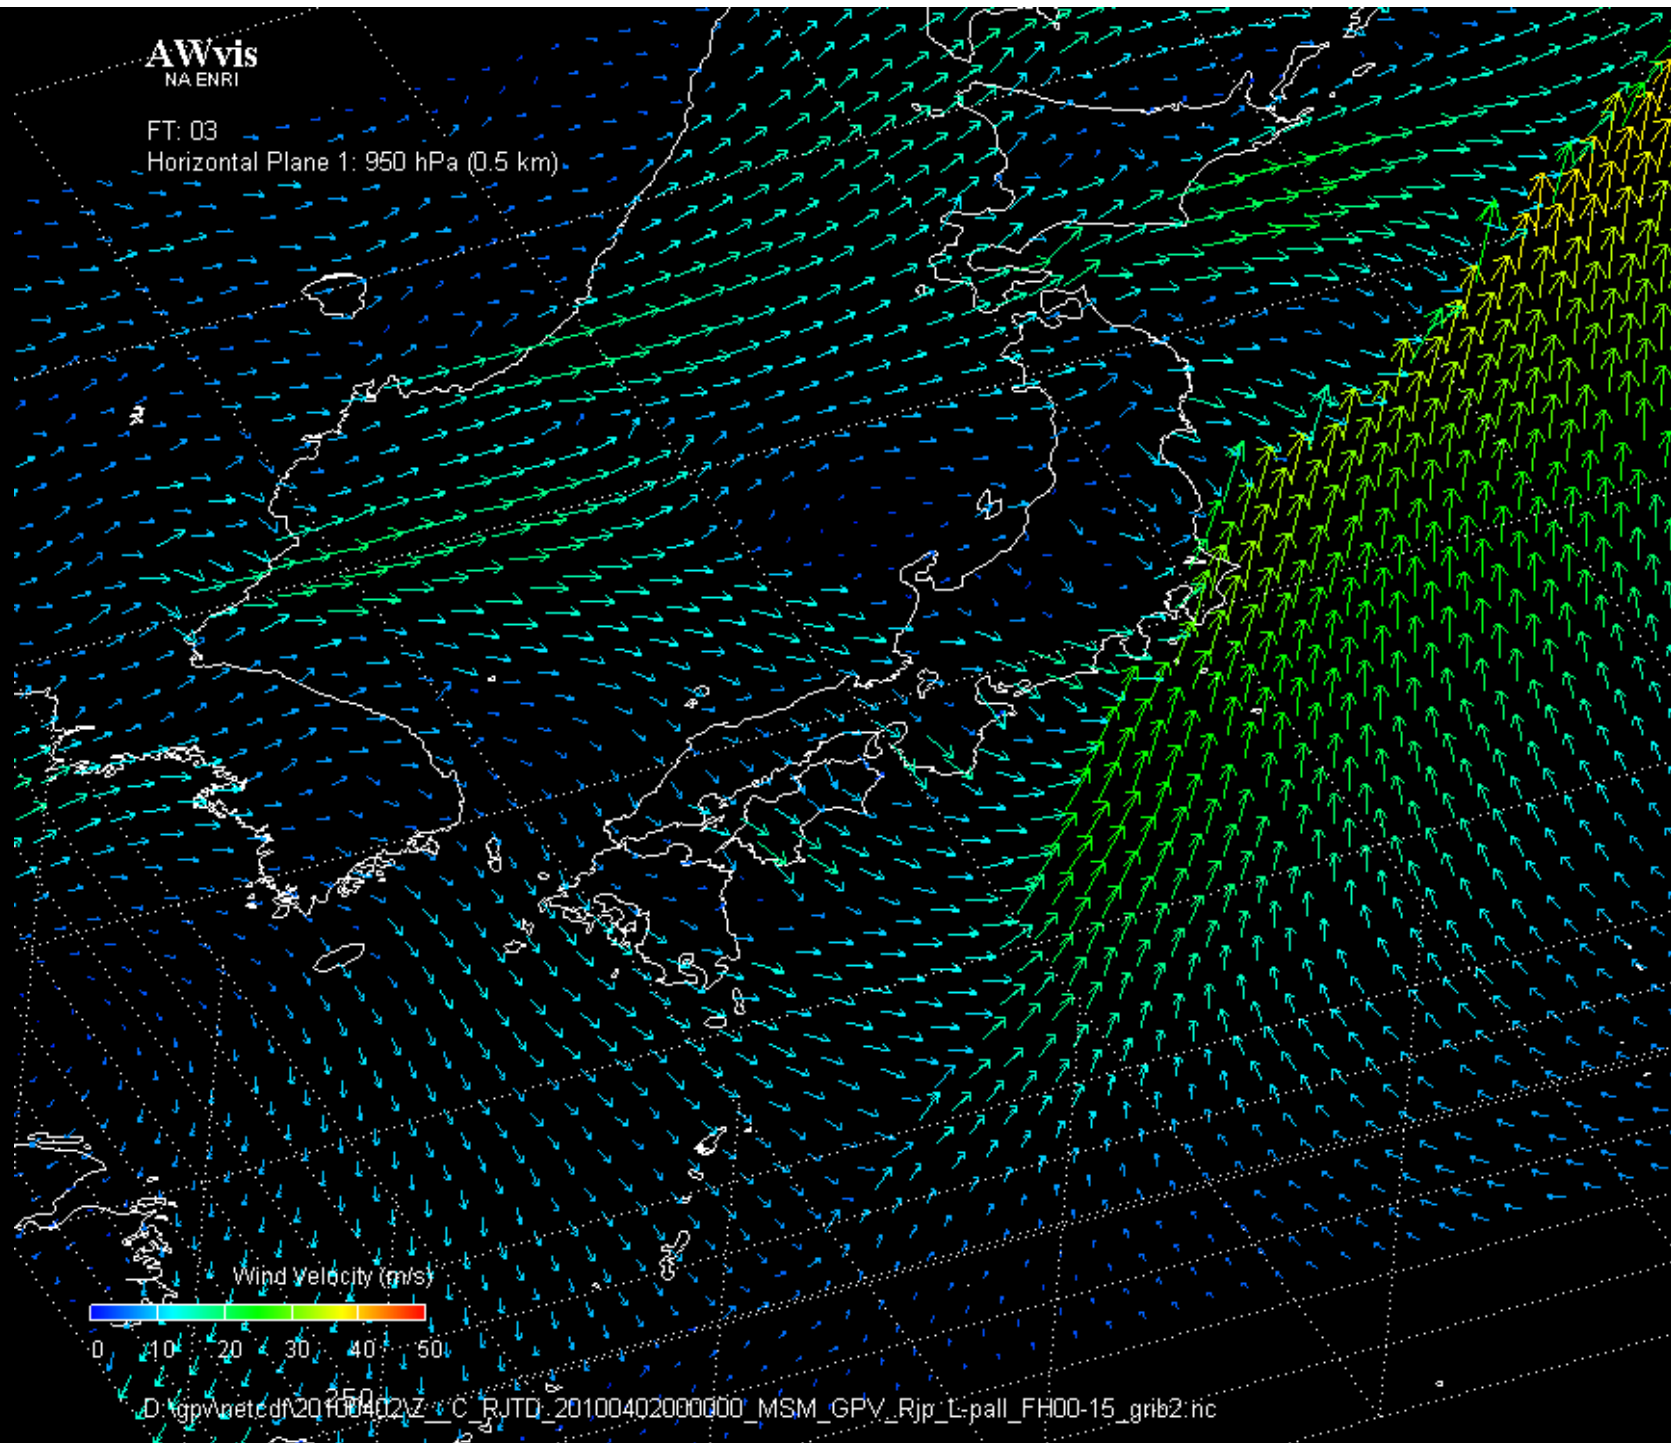 AWvis
NA ENRI
FT: 03
Horizontal Plane 1: 950 hPa (0.5 km)
Wind Velocity (m/s)
0 10 20 30 40 50
350
D:\gpv\netcdf\20100402\Z__C_RJTD_20100402000000_MSM_GPV_Rjp_L-pall_FH00-15_grib2.nc